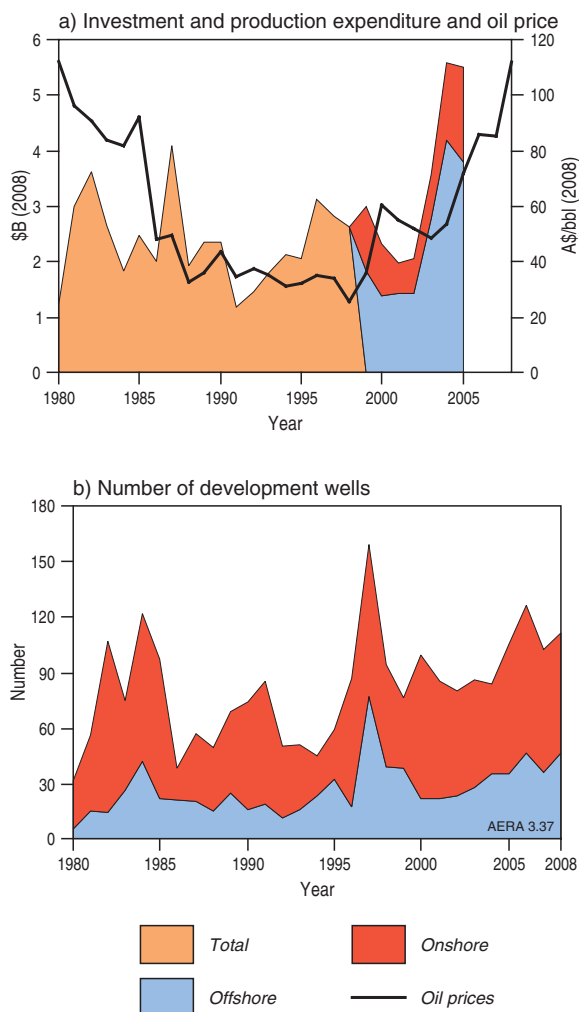 a) Investment and production expenditure and oil price
6
5
4
3
2
1
0
$B (2008)
120
100
80
60
40
20
0
A$/bbl (2008)
1980
1985
1990
1995
2000
2005
Year
b) Number of development wells
180
150
120
90
60
30
0
Number
AERA 3.37
1980
1985
1990
1995
2000
2005
2008
Year
Total
Onshore
Offshore
Oil prices